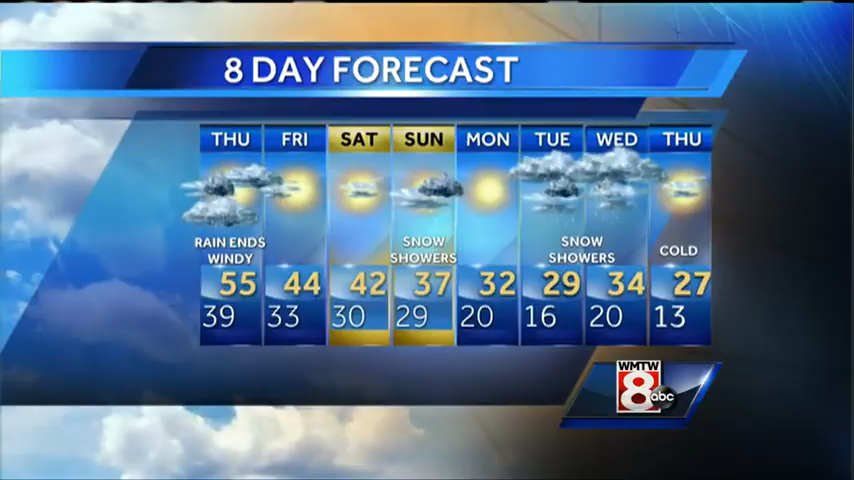 8 DAY FORECAST
THU FRI SAT SUN MON TUE WED THU
RAIN ENDS
WINDY
SNOW
SHOWERS
SNOW
SHOWERS
COLD
55 44 42 37 32 29 34 27
39 33 30 29 20 16 20 13
WMTW
8
abc